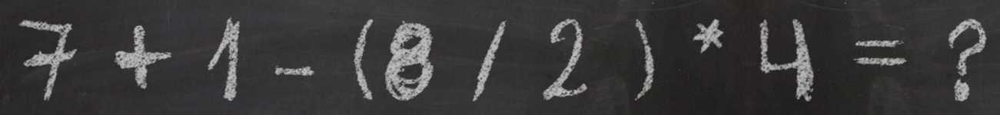 7 + 1 - (8 / 2) * 4 = ?